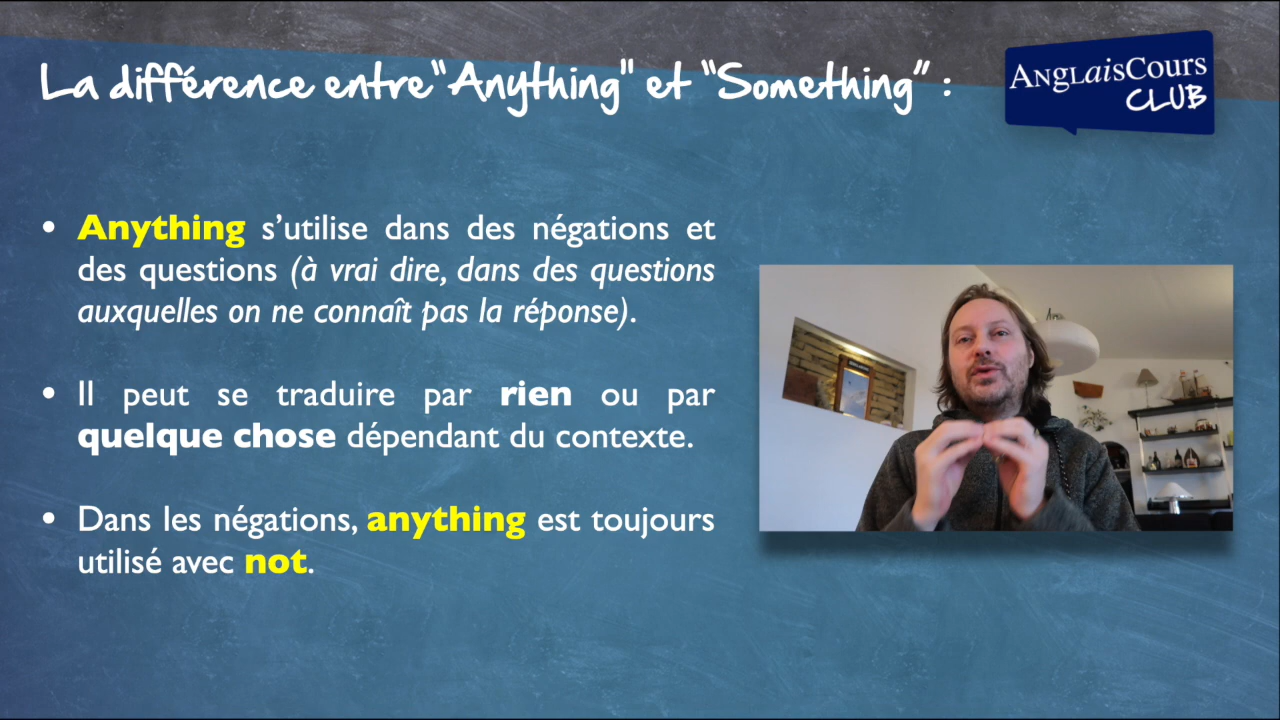 La différence entre "Anything" et “Something” :
AnglaisCours
CLUB
• Anything s’utilise dans des négations et
des questions (à vrai dire, dans des questions
auxquelles on ne connaît pas la réponse).
• Il peut se traduire par rien ou par
quelque chose dépendant du contexte.
• Dans les négations, anything est toujours
utilisé avec not.